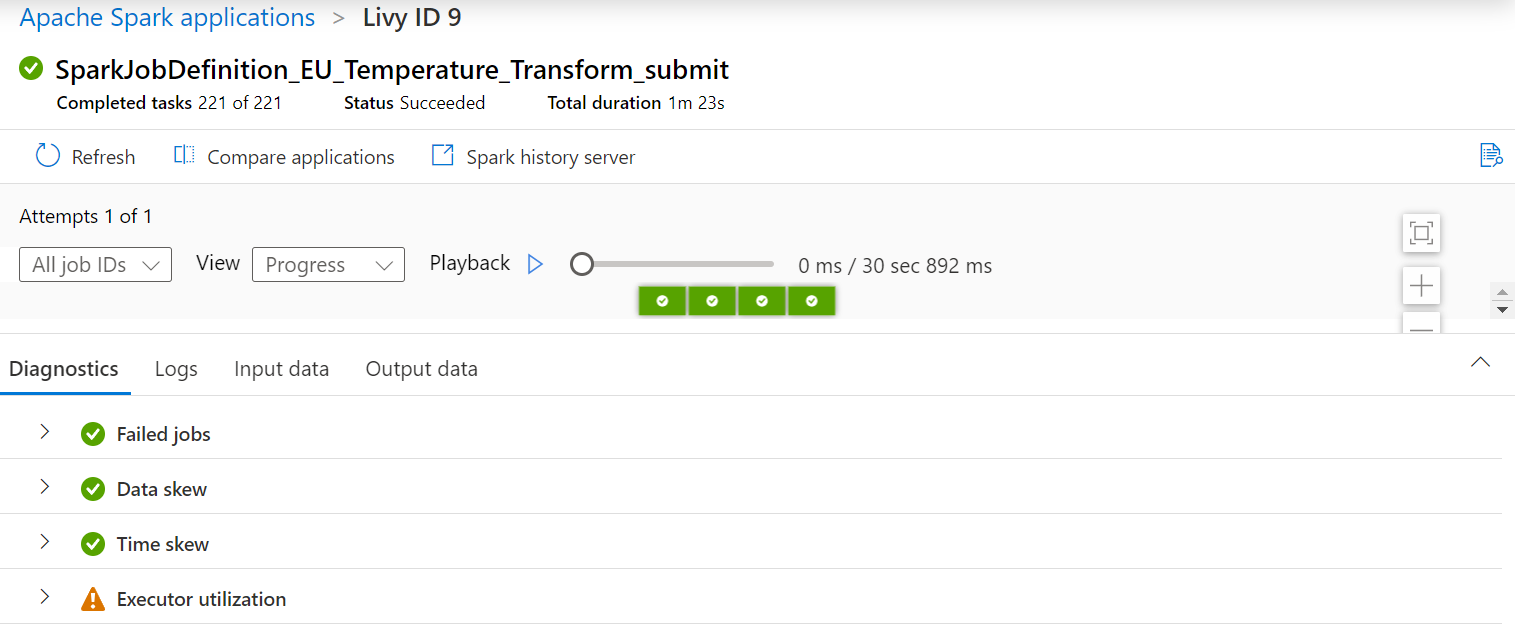 Apache Spark applications > Livy ID 9
SparkJobDefinition_EU_Temperature_Transform_submit
Completed tasks 221 of 221 Status Succeeded Total duration 1m 23s
Refresh Compare applications Spark history server
Attempts 1 of 1
All job IDs View Progress Playback 0 ms / 30 sec 892 ms
Diagnostics Logs Input data Output data
Failed jobs
Data skew
Time skew
Executor utilization